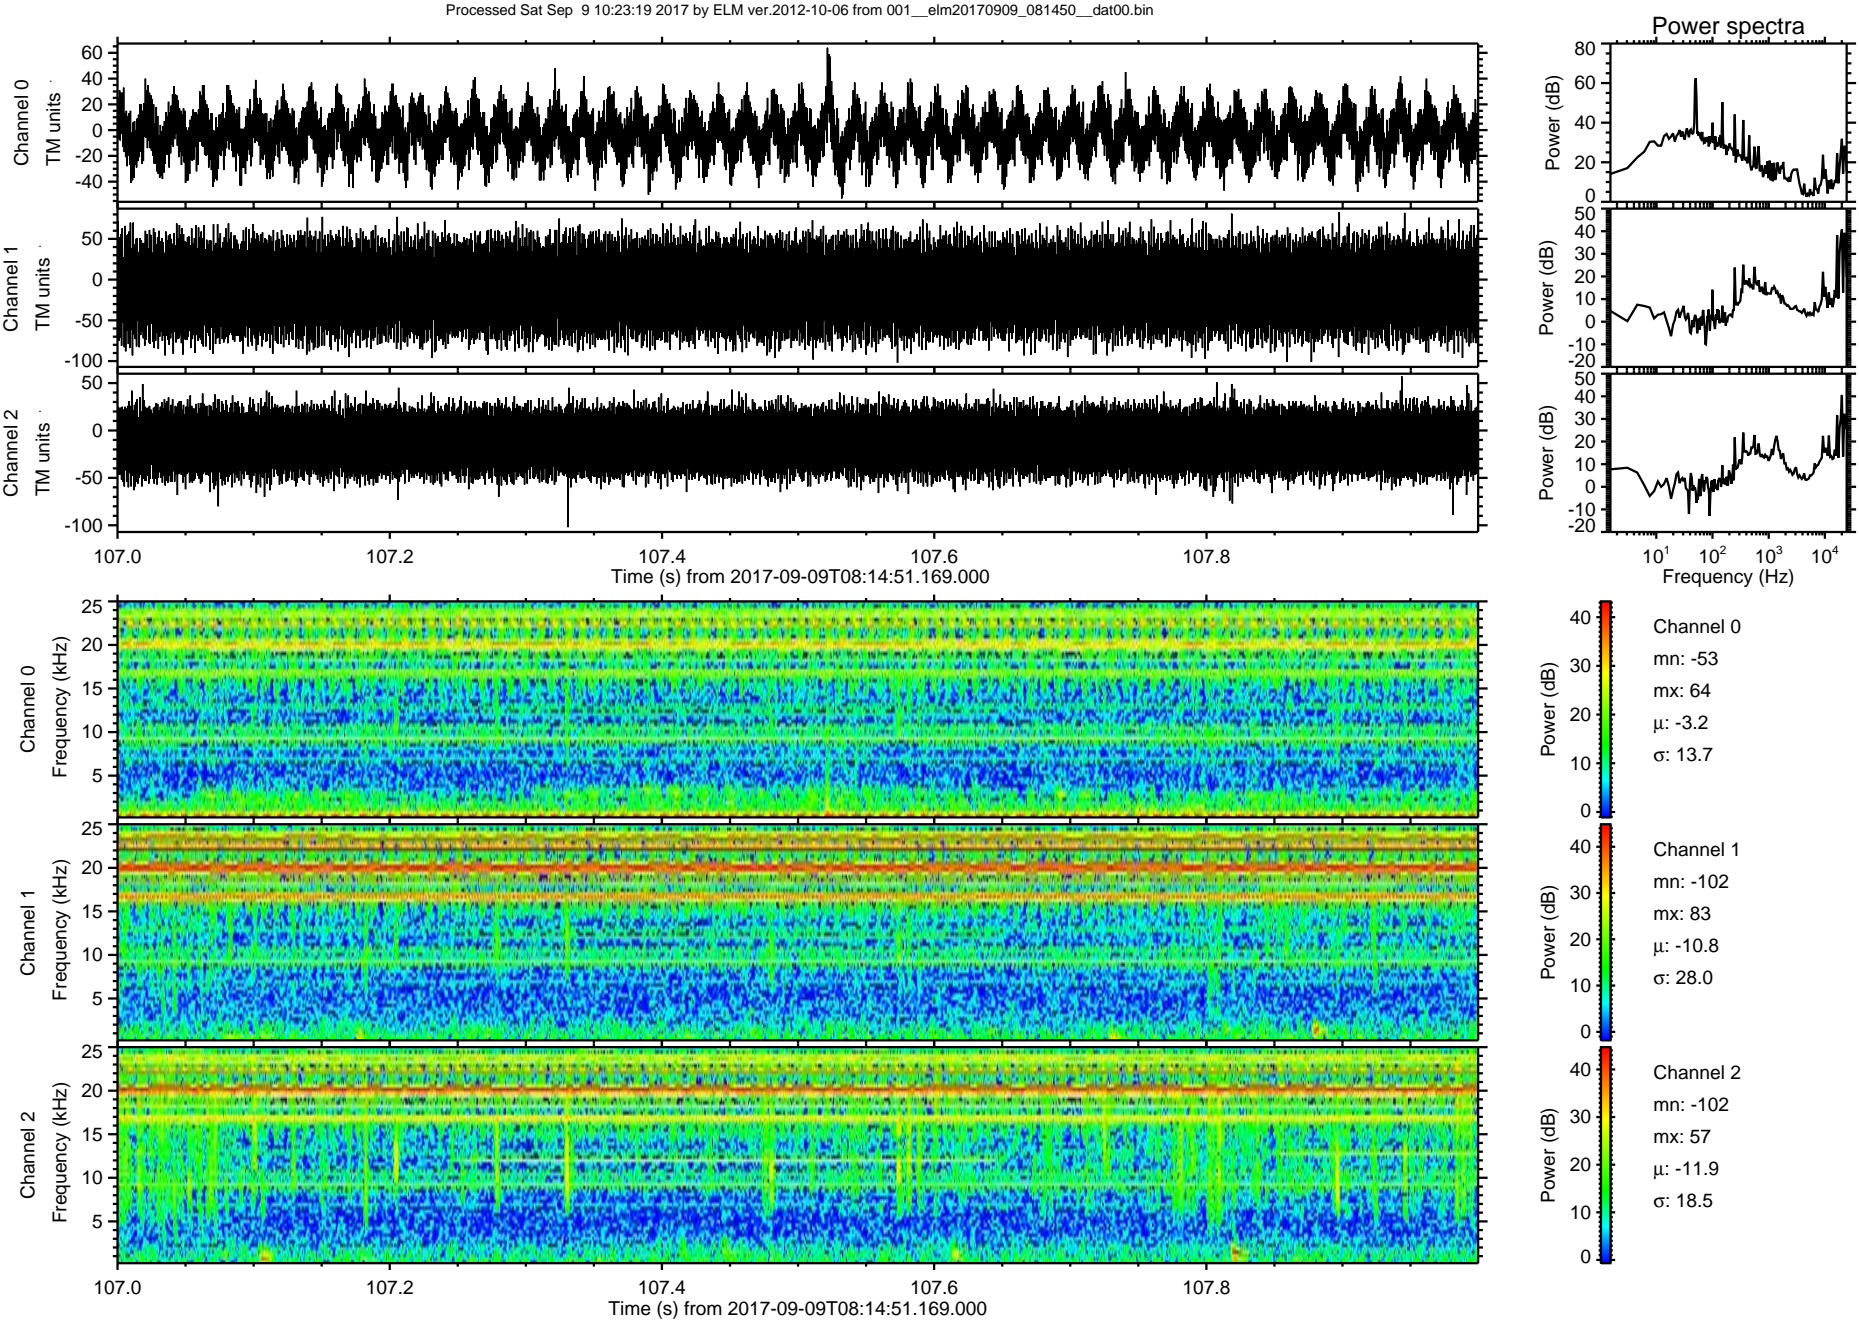 Processed Sat Sep  9 10:23:19 2017 by ELM ver.2012-10-06 from 001__elm20170909_081450__dat00.bin
Power spectra
Channel 0
TM units
60
40
20
0
-20
-40
Power (dB)
80
60
40
20
0
Channel 1
TM units
50
0
-50
-100
Power (dB)
50
40
30
20
10
0
-10
-20
Channel 2
TM units
50
0
-50
-100
Power (dB)
50
40
30
20
10
0
-10
-20
107.0 107.2 107.4 107.6 107.8
Time (s) from 2017-09-09T08:14:51.169.000
10¹ 10² 10³ 10⁴
Frequency (Hz)
Channel 0
Frequency (kHz)
25
20
15
10
5
Power (dB)
40
30
20
10
0
Channel 0
mn: -53
mx: 64
μ: -3.2
σ: 13.7
Channel 1
Frequency (kHz)
25
20
15
10
5
Power (dB)
40
30
20
10
0
Channel 1
mn: -102
mx: 83
μ: -10.8
σ: 28.0
Channel 2
Frequency (kHz)
25
20
15
10
5
Power (dB)
40
30
20
10
0
Channel 2
mn: -102
mx: 57
μ: -11.9
σ: 18.5
107.0 107.2 107.4 107.6 107.8
Time (s) from 2017-09-09T08:14:51.169.000